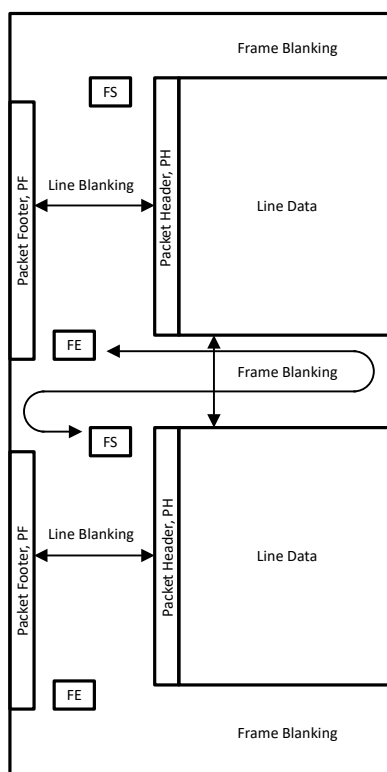 Frame Blanking
FS
Packet Footer, PF
Line Blanking
Packet Header, PH
Line Data
FE
Frame Blanking
FS
Packet Footer, PF
Line Blanking
Packet Header, PH
Line Data
FE
Frame Blanking